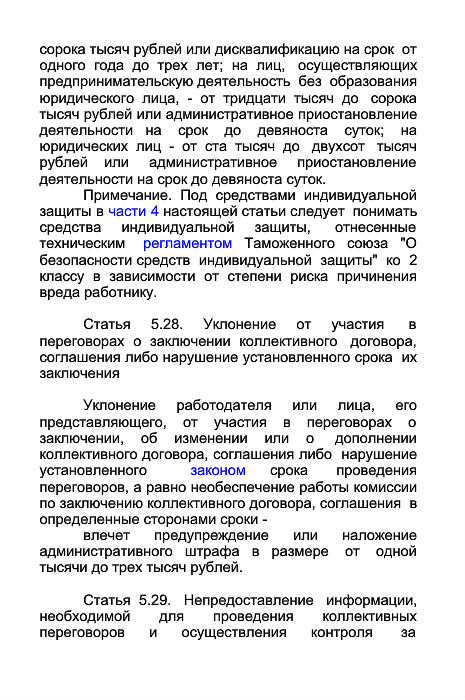 сорока тысяч рублей или дисквалификацию на срок от
одного года до трех лет; на лиц, осуществляющих
предпринимательскую деятельность без образования
юридического лица, - от тридцати тысяч до сорока
тысяч рублей или административное приостановление
деятельности на срок до девяноста суток; на
юридических лиц - от ста тысяч до двухсот тысяч
рублей или административное приостановление
деятельности на срок до девяноста суток.
Примечание. Под средствами индивидуальной
защиты в части 4 настоящей статьи следует понимать
средства индивидуальной защиты, отнесенные
техническим регламентом Таможенного союза "О
безопасности средств индивидуальной защиты" ко 2
классу в зависимости от степени риска причинения
вреда работнику.
Статья 5.28. Уклонение от участия в
переговорах о заключении коллективного договора,
соглашения либо нарушение установленного срока их
заключения
Уклонение работодателя или лица, его
представляющего, от участия в переговорах о
заключении, об изменении или о дополнении
коллективного договора, соглашения либо нарушение
установленного законом срока проведения
переговоров, а равно необеспечение работы комиссии
по заключению коллективного договора, соглашения в
определенные сторонами сроки -
влечет предупреждение или наложение
административного штрафа в размере от одной
тысячи до трех тысяч рублей.
Статья 5.29. Непредоставление информации,
необходимой для проведения коллективных
переговоров и осуществления контроля за